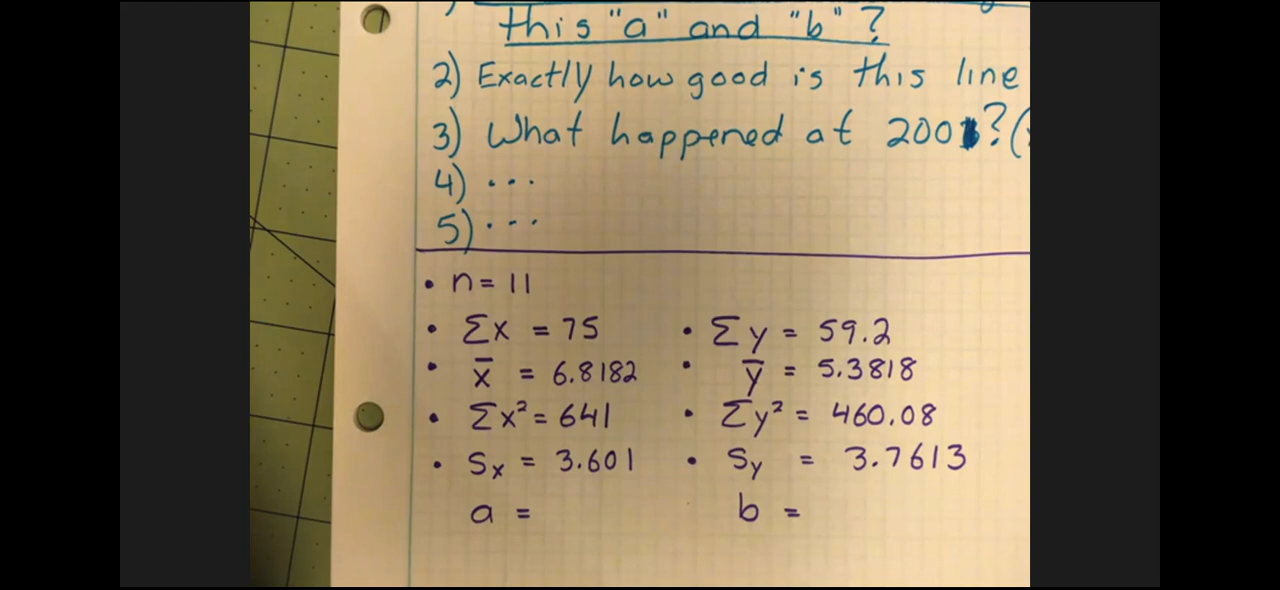 this "a" and "b"?
2) Exactly how good is this line
3) What happened at 2001? (
4) ...
5) ...
• n = 11
• Σx = 75 • Σy = 59.2
• x̄ = 6.8182 • ȳ = 5.3818
• Σx² = 641 • Σy² = 460.08
• Sx = 3.601 • Sy = 3.7613
a = b =